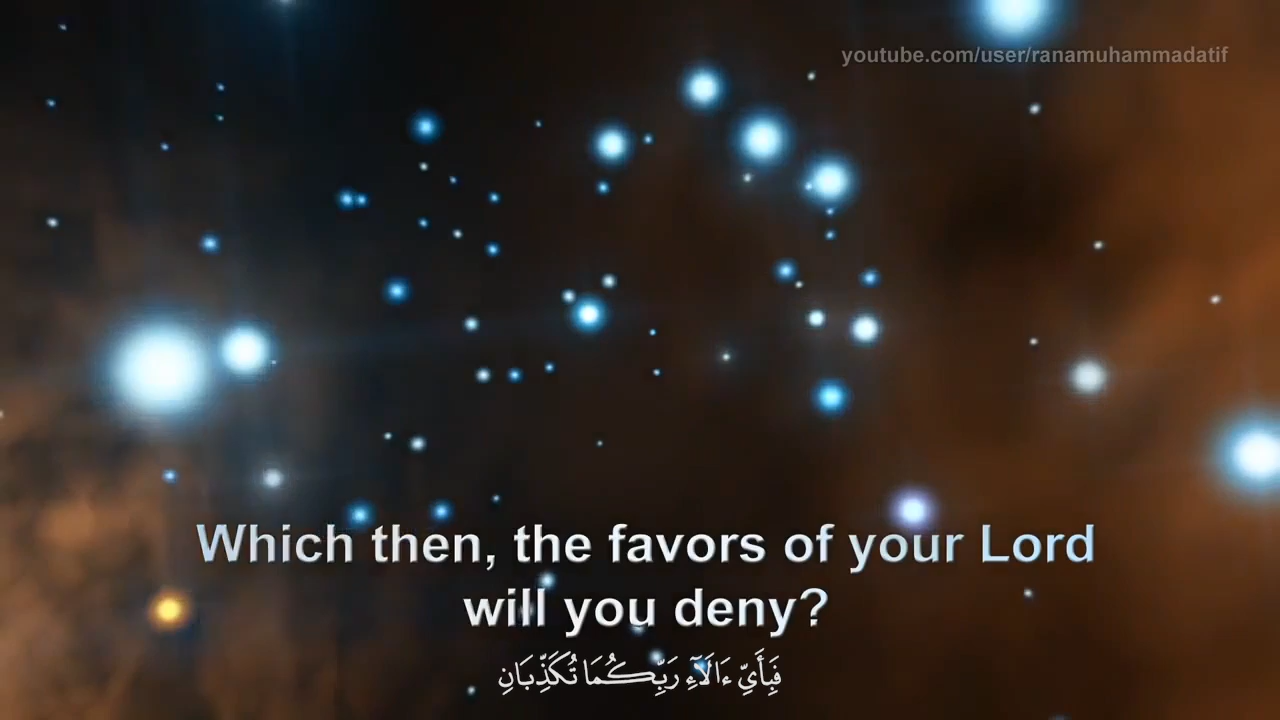 youtube.com/user/ranamuhammadatif
Which then, the favors of your Lord
will you deny?
فَبِأَيِّ ءَالَآءِ رَبِّكُمَا تُكَذِّبَانِ